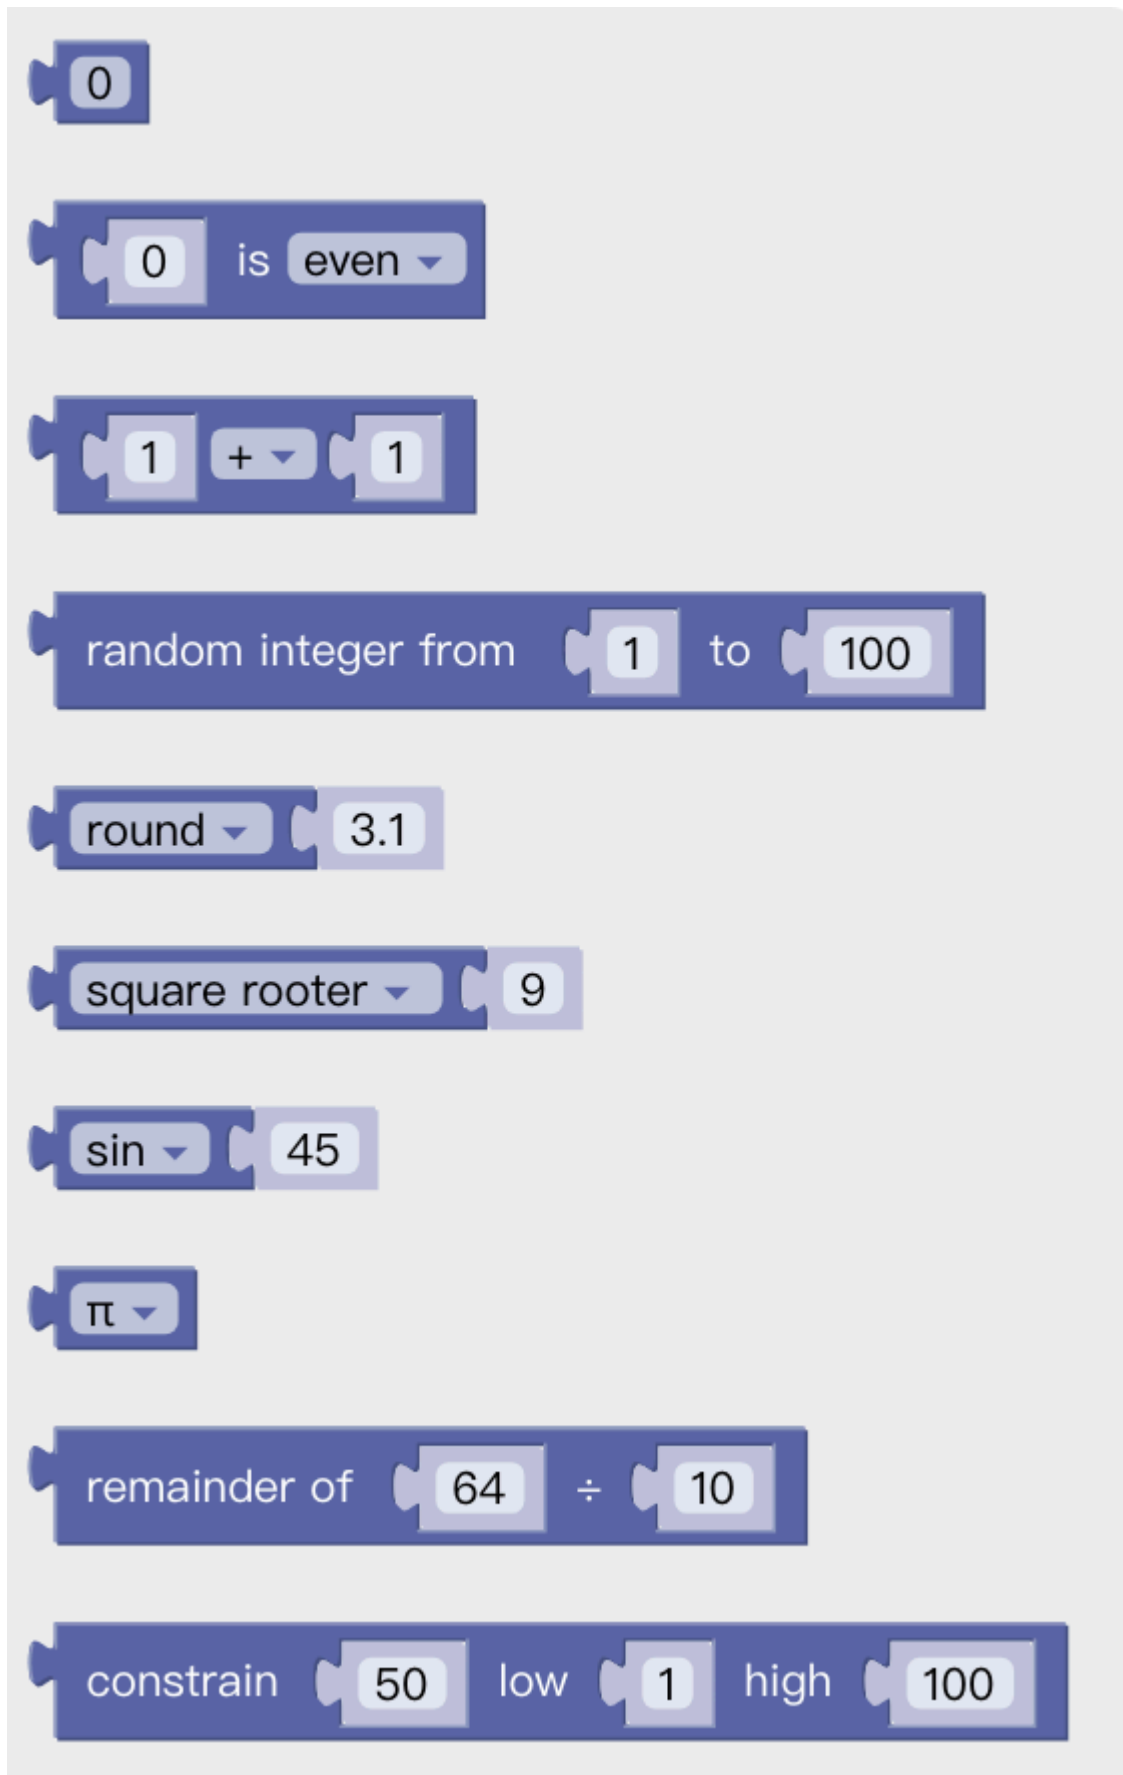 0
0 is even
1 + 1
random integer from 1 to 100
round 3.1
square rooter 9
sin 45
π
remainder of 64 ÷ 10
constrain 50 low 1 high 100